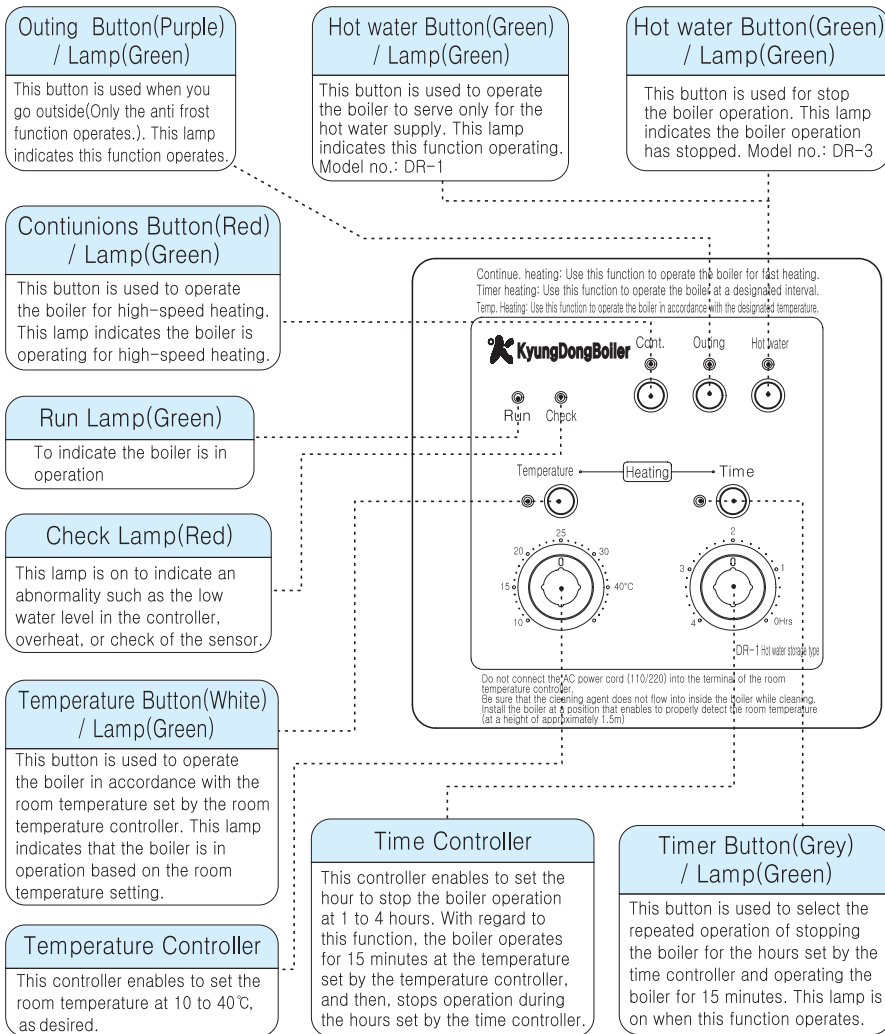 Outing Button(Purple)
/ Lamp(Green)
This button is used when you
go outside(Only the anti frost
function operates.). This lamp
indicates this function operates.
Hot water Button(Green)
/ Lamp(Green)
This button is used to operate
the boiler to serve only for the
hot water supply. This lamp
indicates this function operating.
Model no.: DR-1
Hot water Button(Green)
/ Lamp(Green)
This button is used for stop
the boiler operation. This lamp
indicates the boiler operation
has stopped. Model no.: DR-3
Contiunions Button(Red)
/ Lamp(Green)
This button is used to operate
the boiler for high-speed heating.
This lamp indicates the boiler is
operating for high-speed heating.
Run Lamp(Green)
To indicate the boiler is in
operation
Check Lamp(Red)
This lamp is on to indicate an
abnormality such as the low
water level in the controller,
overheat, or check of the sensor.
Temperature Button(White)
/ Lamp(Green)
This button is used to operate
the boiler in accordance with the
room temperature set by the room
temperature controller. This lamp
indicates that the boiler is in
operation based on the room
temperature setting.
Temperature Controller
This controller enables to set the
room temperature at 10 to 40℃,
as desired.
Continue. heating: Use this function to operate the boiler for fast heating.
Timer heating: Use this function to operate the boiler at a designated interval.
Temp. Heating: Use this function to operate the boiler in accordance with the designated temperature.
KyungDongBoiler
Cont. Outing Hot water
Run Check
Temperature Heating Time
25
20 30
15 40°C
10
2
3 1
4 0Hrs
DR-1 Hot water storage type
Do not connect the AC power cord (110/220) into the terminal of the room
temperature controller.
Be sure that the cleaning agent does not flow into inside the boiler while cleaning.
Install the boiler at a position that enables to properly detect the room temperature
(at a height of approximately 1.5m)
Time Controller
This controller enables to set the
hour to stop the boiler operation
at 1 to 4 hours. With regard to
this function, the boiler operates
for 15 minutes at the temperature
set by the temperature controller,
and then, stops operation during
the hours set by the time controller.
Timer Button(Grey)
/ Lamp(Green)
This button is used to select the
repeated operation of stopping
the boiler for the hours set by the
time controller and operating the
boiler for 15 minutes. This lamp is
on when this function operates.